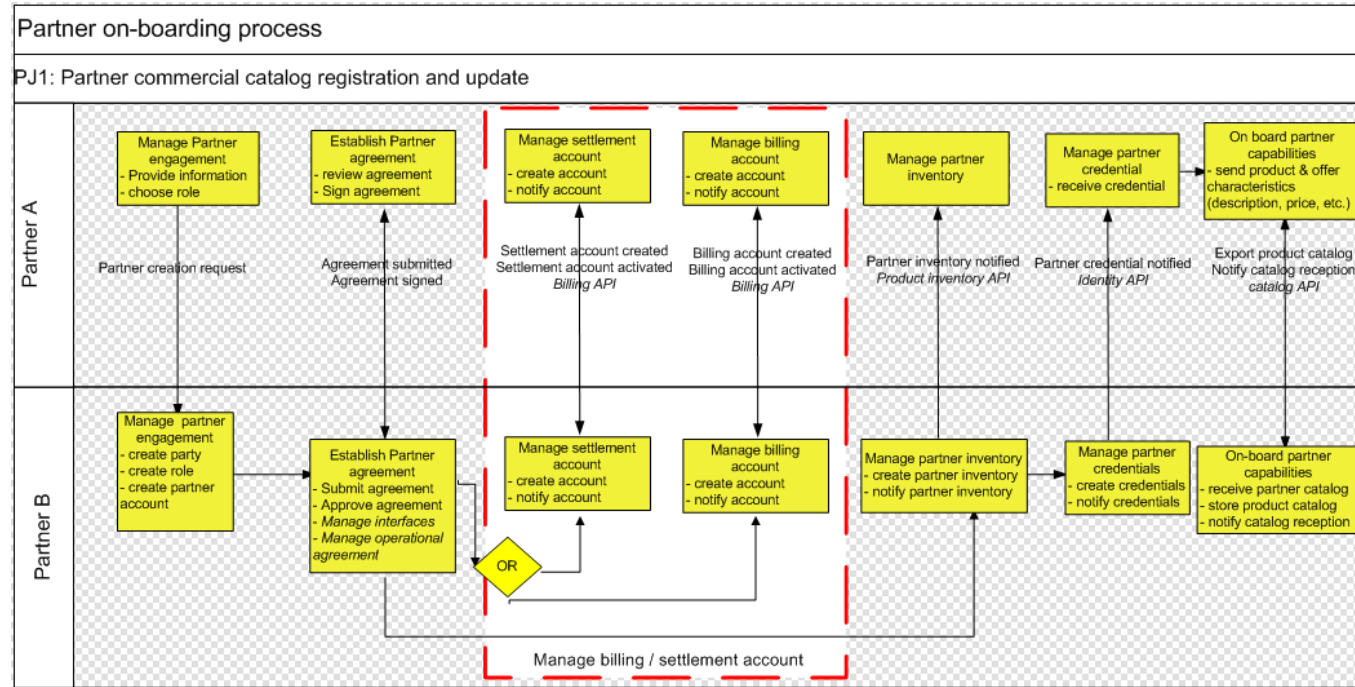 Partner on-boarding process
PJ1: Partner commercial catalog registration and update
Partner A
Manage Partner
engagement
- Provide information
- choose role
Establish Partner
agreement
- review agreement
- Sign agreement
Manage settlement
account
- create account
- notify account
Manage billing
account
- create account
- notify account
Manage partner
inventory
Manage partner
credential
- receive credential
On board partner
capabilities
- send product & offer
characteristics
(description, price, etc.)
Partner creation request
Agreement submitted
Agreement signed
Settlement account created
Settlement account activated
Billing API
Billing account created
Billing account activated
Billing API
Partner inventory notified
Product inventory API
Partner credential notified
Identity API
Export product catalog
Notify catalog reception
catalog API
Partner B
Manage partner
engagement
- create party
- create role
- create partner
account
Establish Partner
agreement
- Submit agreement
- Approve agreement
- Manage interfaces
- Manage operational
agreement
OR
Manage settlement
account
- create account
- notify account
Manage billing
account
- create account
- notify account
Manage partner inventory
- create partner inventory
- notify partner inventory
Manage partner
credentials
- create credentials
- notify credentials
On-board partner
capabilities
- receive partner catalog
- store product catalog
- notify catalog reception
Manage billing / settlement account